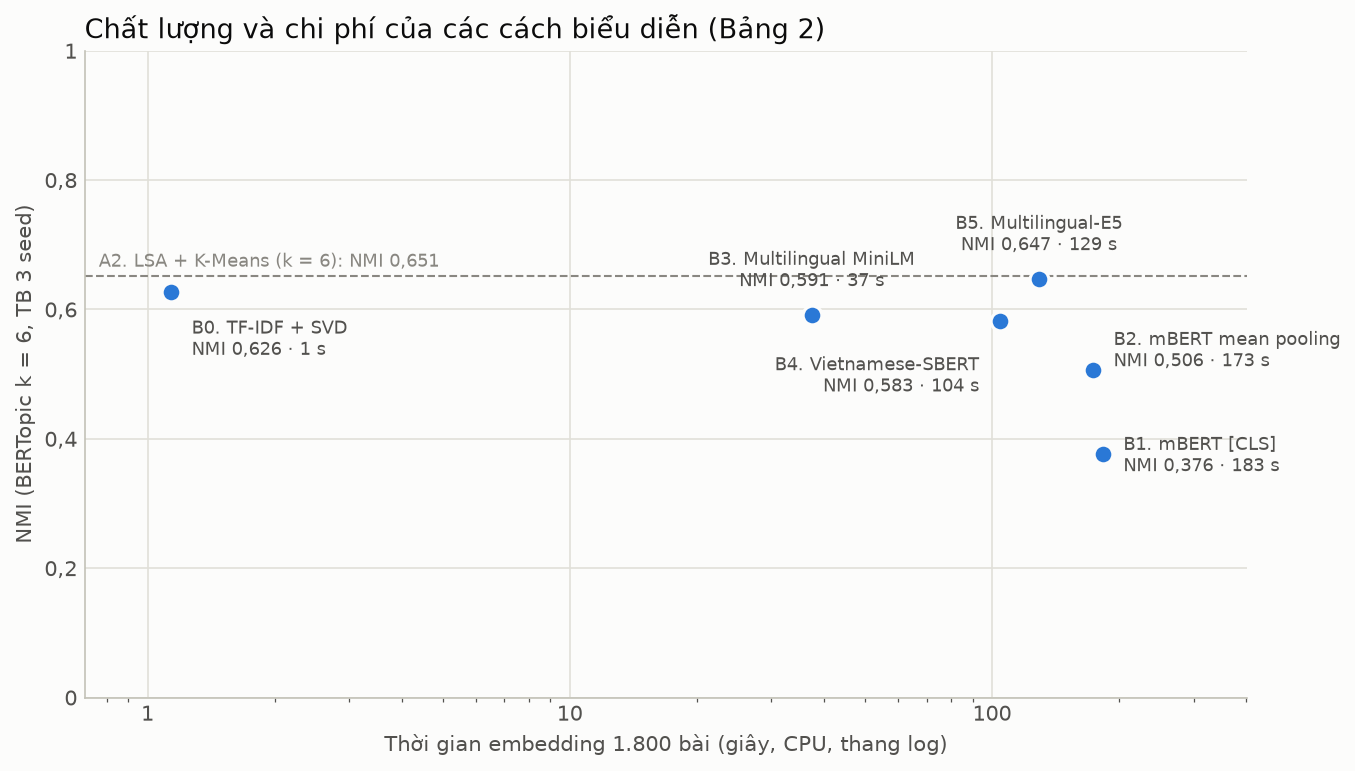 Chất lượng và chi phí của các cách biểu diễn (Bảng 2)
NMI (BERTopic k = 6, TB 3 seed)
1
0,8
0,6
0,4
0,2
0
A2. LSA + K-Means (k = 6): NMI 0,651
B0. TF-IDF + SVD
NMI 0,626 · 1 s
B3. Multilingual MiniLM
NMI 0,591 · 37 s
B5. Multilingual-E5
NMI 0,647 · 129 s
B4. Vietnamese-SBERT
NMI 0,583 · 104 s
B2. mBERT mean pooling
NMI 0,506 · 173 s
B1. mBERT [CLS]
NMI 0,376 · 183 s
1
10
100
Thời gian embedding 1.800 bài (giây, CPU, thang log)